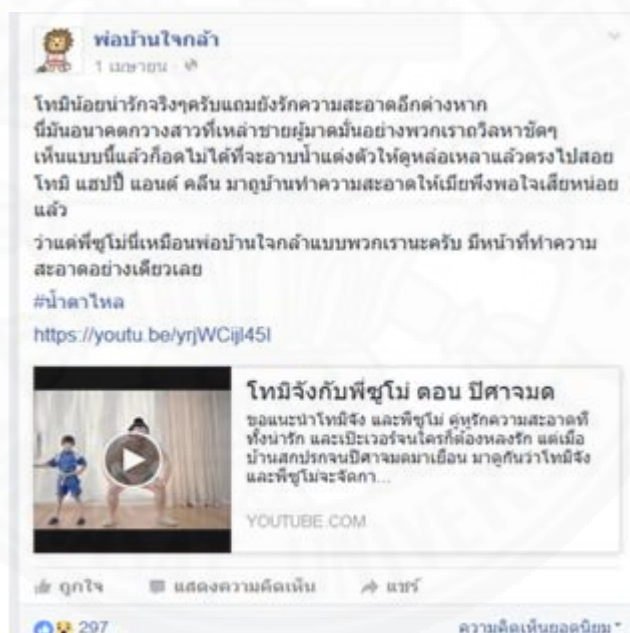 พ่อบ้านใจกล้า
1 เมษายน ·
โทมิน้อยน่ารักจริงๆครับแถมยังรักความสะอาดอีกต่างหาก
นี่มันอนาคตกวางสาวที่เหล่าชายผู้มาดมั่นอย่างพวกเราถวิลหาชัดๆ
เห็นแบบนี้แล้วก็อดไม่ได้ที่จะอาบน้ำแต่งตัวให้ดูหล่อเหลาแล้วตรงไปสอย
โทมิ แฮปปี้ แอนด์ คลีน มาถูบ้านทำความสะอาดให้เมียพึงพอใจเสียหน่อย
แล้ว
ว่าแต่พี่ซูโม่นี่เหมือนพ่อบ้านใจกล้าแบบพวกเรานะครับ มีหน้าที่ทำความ
สะอาดอย่างเดียวเลย
#น้ำตาไหล
https://youtu.be/yrjWCijl45I
โทมิจังกับพี่ซูโม่ ตอน ปีศาจมด
ขอแนะนำโทมิจัง และพี่ซูโม่ คู่หูรักความสะอาดที่
ทั้งน่ารัก และเป๊ะเวอร์จนใครก็ต้องหลงรัก แต่เมื่อ
บ้านสกปรกจนปีศาจมดมาเยือน มาดูกันว่าโทมิจัง
และพี่ซูโม่จะจัดกา...
YOUTUBE.COM
ถูกใจ แสดงความคิดเห็น แชร์
297 ความคิดเห็นยอดนิยม